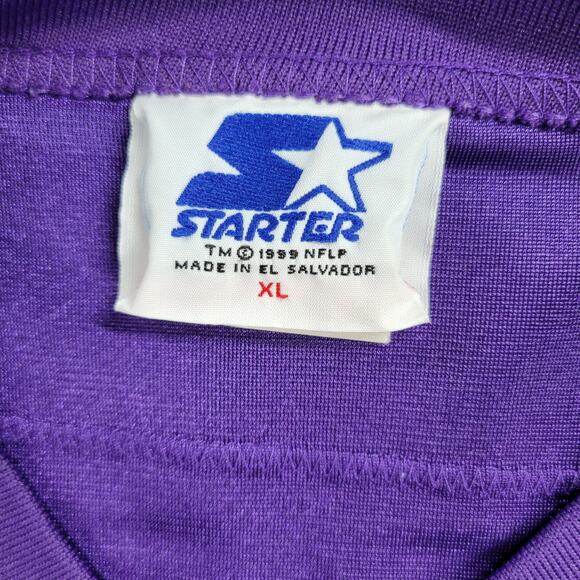 STARTER
TM © 1999 NFLP
MADE IN EL SALVADOR
XL